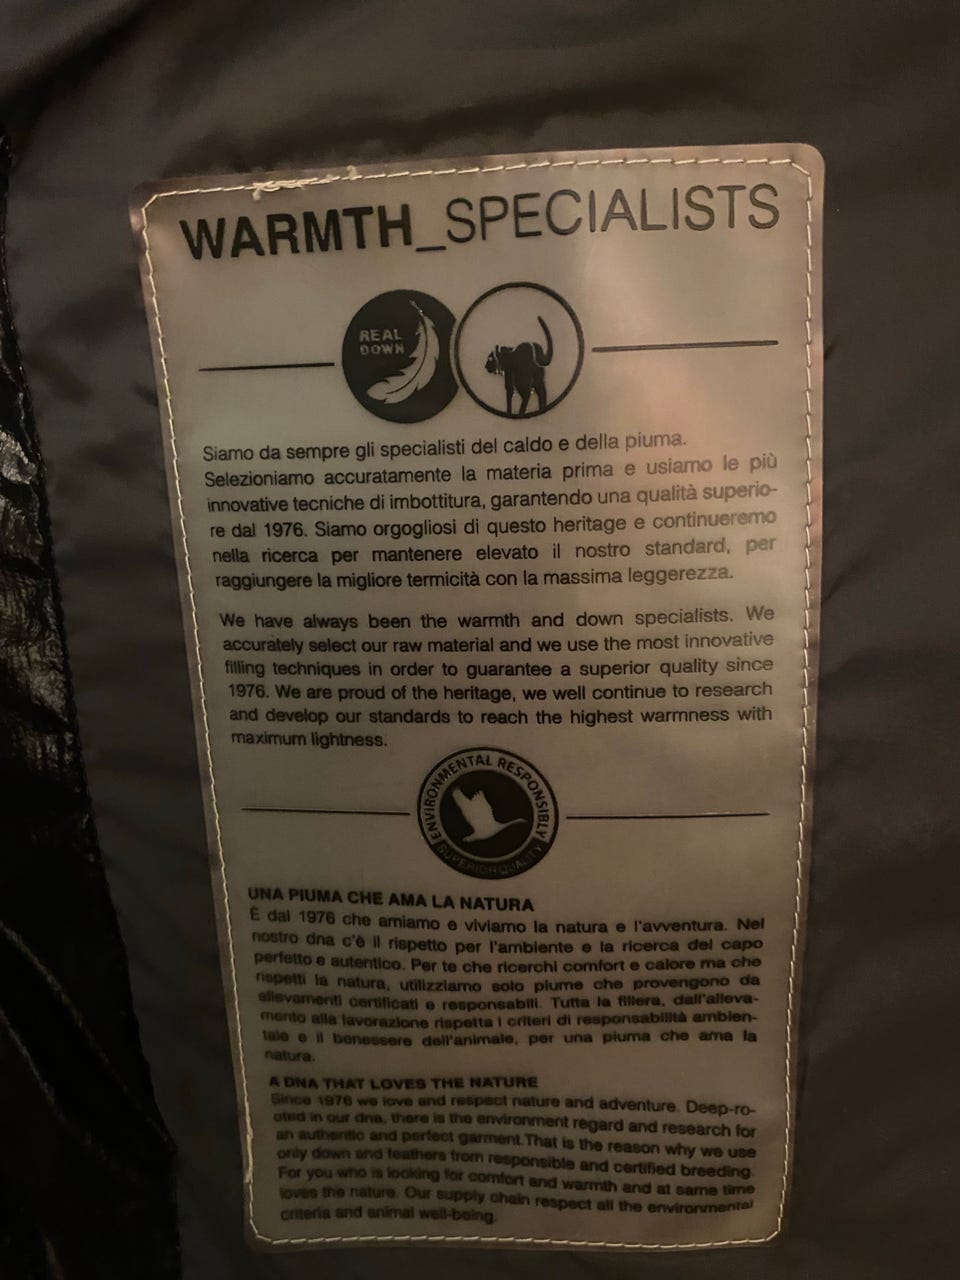 WARMTH_SPECIALISTS
REAL
DOWN
Siamo da sempre gli specialisti del caldo e della piuma.
Selezioniamo accuratamente la materia prima e usiamo le più
innovative tecniche di imbottitura, garantendo una qualità superio-
re dal 1976. Siamo orgogliosi di questo heritage e continueremo
nella ricerca per mantenere elevato il nostro standard, per
raggiungere la migliore termicità con la massima leggerezza.
We have always been the warmth and down specialists. We
accurately select our raw material and we use the most innovative
filling techniques in order to guarantee a superior quality since
1976. We are proud of the heritage, we well continue to research
and develop our standards to reach the highest warmness with
maximum lightness.
ENVIRONMENTAL RESPONSIBLY
SUPERIOR QUALITY
UNA PIUMA CHE AMA LA NATURA
È dal 1976 che amiamo e viviamo la natura e l'avventura. Nel
nostro dna c'è il rispetto per l'ambiente e la ricerca del capo
perfetto e autentico. Per te che ricerchi comfort e calore ma che
rispetti la natura, utilizziamo solo piume che provengono da
allevamenti certificati e responsabili. Tutta la filiera, dall'alleva-
mento alla lavorazione rispetta i criteri di responsabilità ambien-
tale e il benessere dell'animale, per una piuma che ama la
natura.
A DNA THAT LOVES THE NATURE
Since 1976 we love and respect nature and adventure. Deep-ro-
oted in our dna, there is the environment regard and research for
an authentic and perfect garment.That is the reason why we use
only down and feathers from responsible and certified breeding.
For you who is looking for comfort and warmth and at same time
loves the nature. Our supply chain respect all the environmental
criteria and animal well-being.